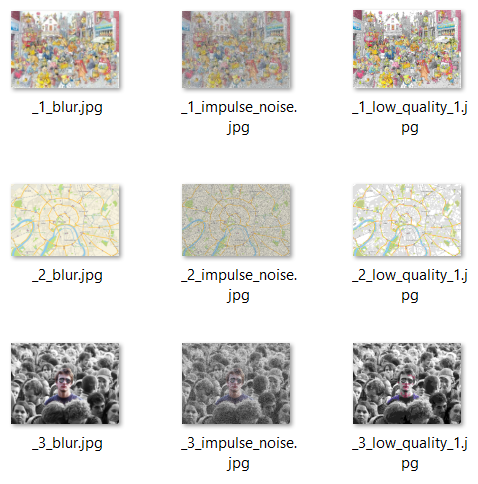 _1_blur.jpg
_1_impulse_noise.
jpg
_1_low_quality_1.j
pg
_2_blur.jpg
_2_impulse_noise.
jpg
_2_low_quality_1.j
pg
_3_blur.jpg
_3_impulse_noise.
jpg
_3_low_quality_1.j
pg